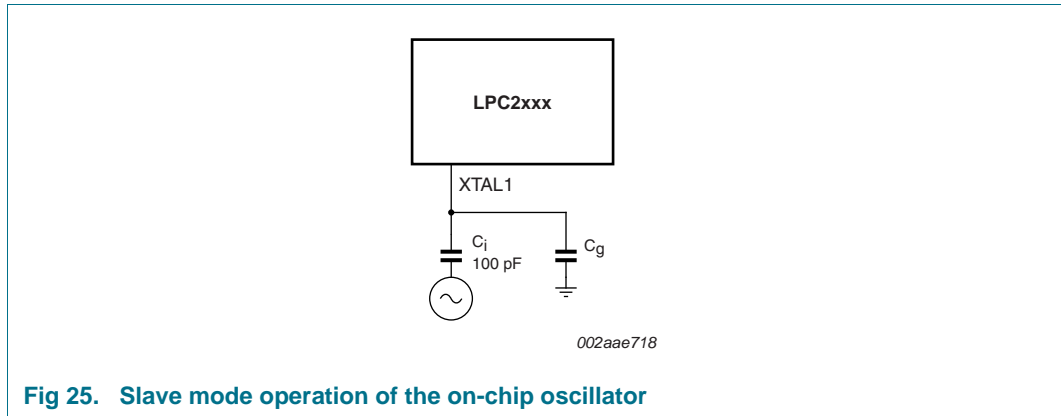 LPC2xxx
XTAL1
Ci
100 pF
Cg
002aae718
Fig 25. Slave mode operation of the on-chip oscillator